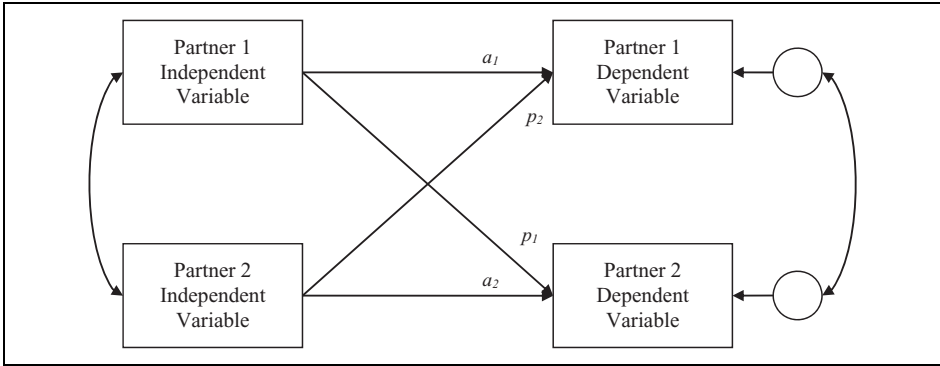 Partner 1
Independent
Variable
a1
Partner 1
Dependent
Variable
p2
p1
Partner 2
Independent
Variable
a2
Partner 2
Dependent
Variable